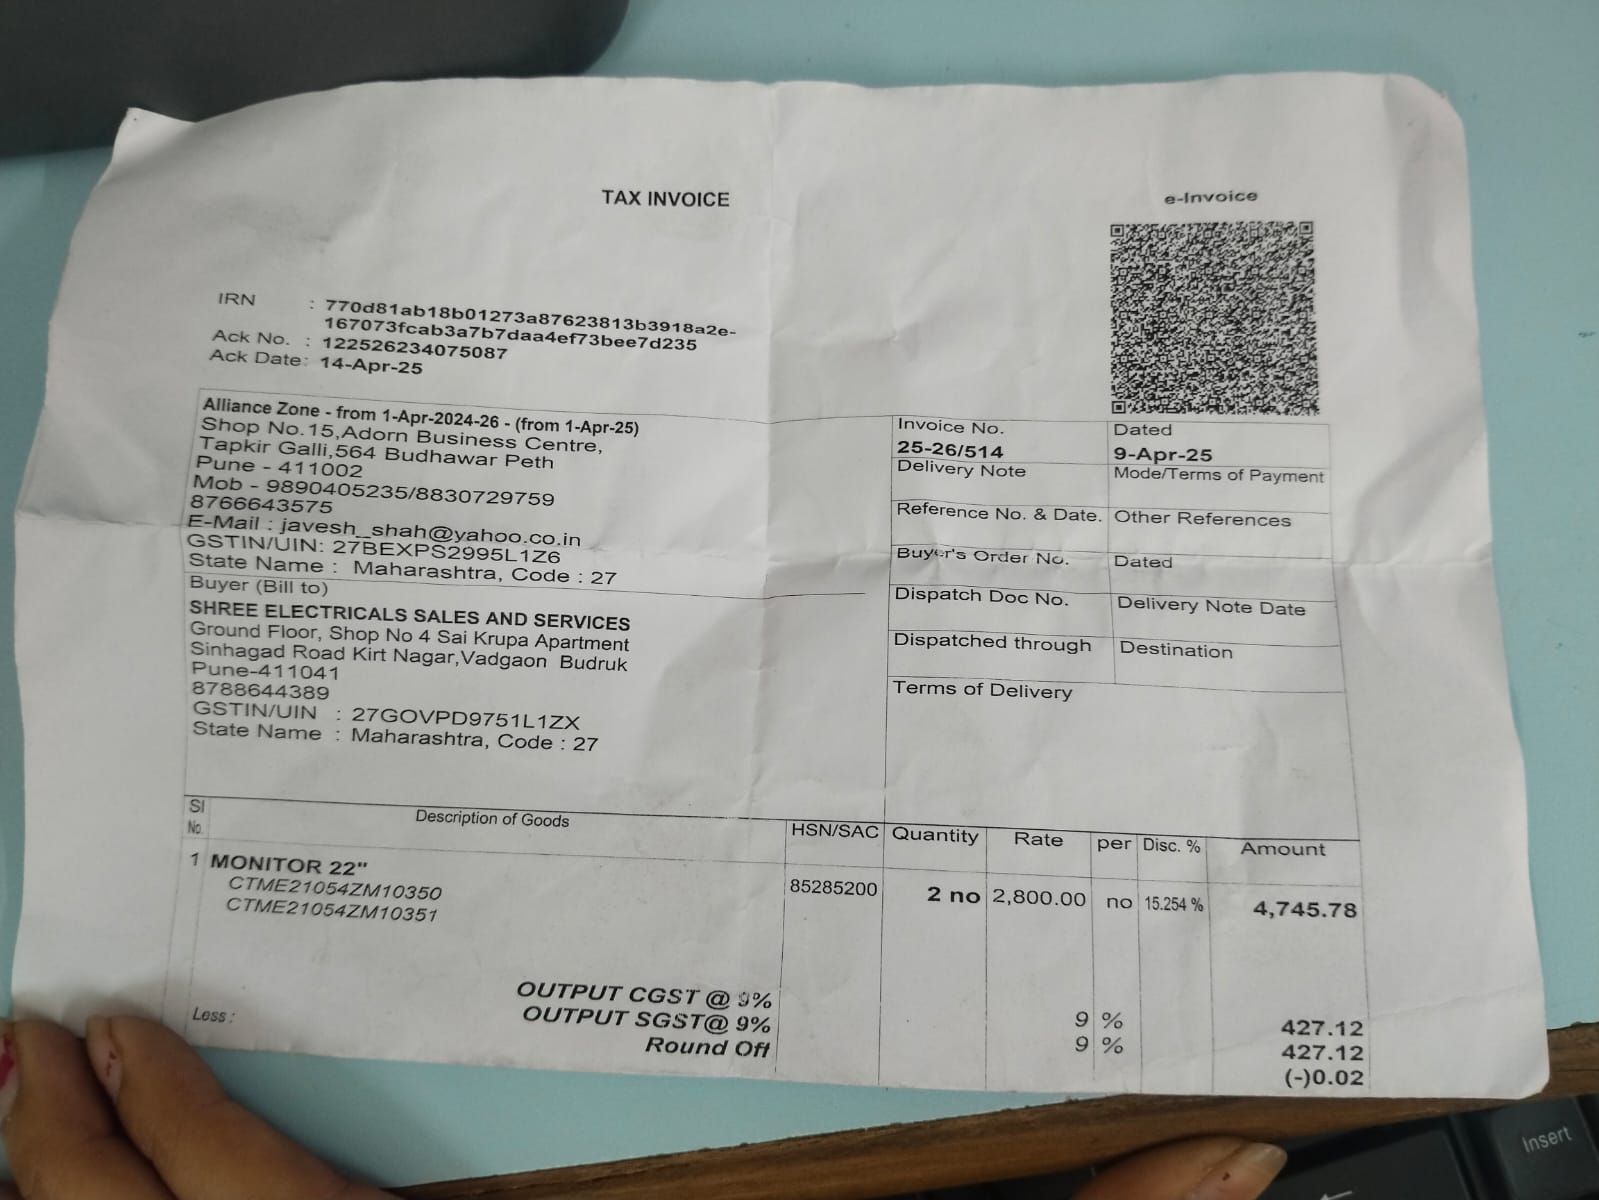 TAX INVOICE
e-Invoice
IRN : 770d81ab18b01273a87623813b3918a2e-
167073fcab3a7b7daa4ef73bee7d235
Ack No. : 122526234075087
Ack Date: 14-Apr-25
Alliance Zone - from 1-Apr-2024-26 - (from 1-Apr-25)
Shop No.15,Adorn Business Centre,
Tapkir Galli,564 Budhawar Peth
Pune - 411002
Mob - 9890405235/8830729759
8766643575
E-Mail : javesh_shah@yahoo.co.in
GSTIN/UIN: 27BEXPS2995L1Z6
State Name : Maharashtra, Code : 27
Buyer (Bill to)
SHREE ELECTRICALS SALES AND SERVICES
Ground Floor, Shop No 4 Sai Krupa Apartment
Sinhagad Road Kirt Nagar,Vadgaon Budruk
Pune-411041
8788644389
GSTIN/UIN : 27GOVPD9751L1ZX
State Name : Maharashtra, Code : 27
Invoice No. Dated
25-26/514 9-Apr-25
Delivery Note Mode/Terms of Payment
Reference No. & Date. Other References
Buyer's Order No. Dated
Dispatch Doc No. Delivery Note Date
Dispatched through Destination
Terms of Delivery
Sl No. Description of Goods HSN/SAC Quantity Rate per Disc. % Amount
1 MONITOR 22" 85285200 2 no 2,800.00 no 15.254 % 4,745.78
CTME21054ZM10350
CTME21054ZM10351
OUTPUT CGST @ 9% 9 % 427.12
OUTPUT SGST@ 9% 9 % 427.12
Less : Round Off (-)0.02
Insert